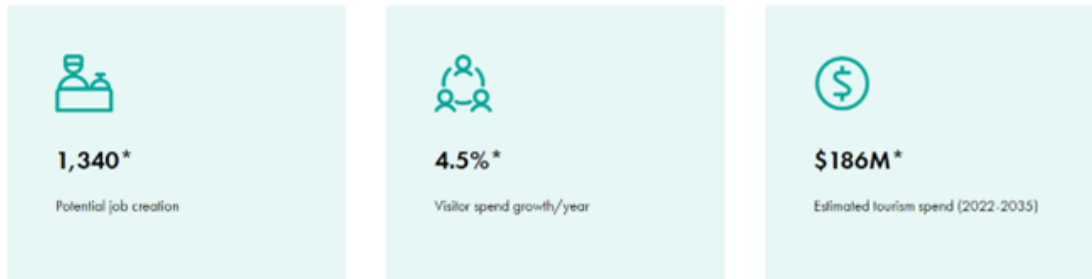 1,340*
Potential job creation
4.5%*
Visitor spend growth/year
$186M*
Estimated tourism spend (2022-2035)